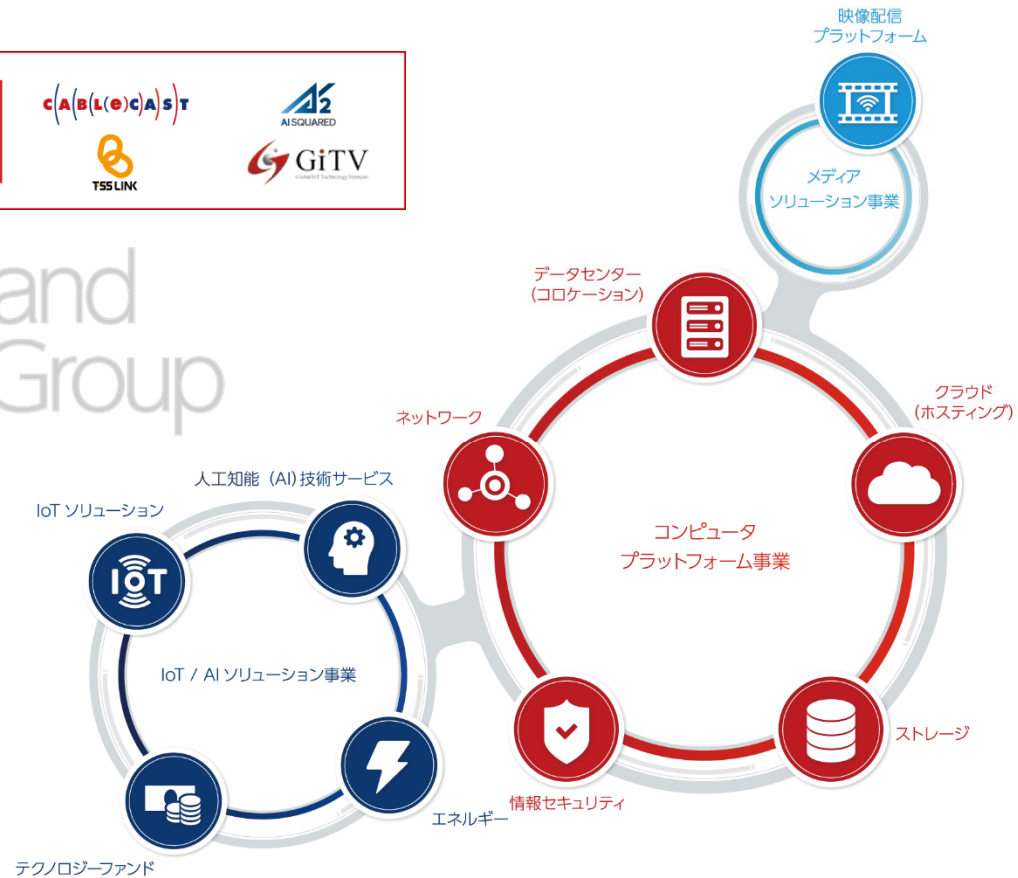 映像配信
プラットフォーム
C(A(B(L(e)C)A)S)T
AI SQUARED
TSS LINK
GiTV
Global IoT Technology Ventures
メディア
ソリューション事業
and
Group
データセンター
(コロケーション)
クラウド
(ホスティング)
ネットワーク
人工知能 (AI) 技術サービス
IoT ソリューション
IOT
コンピュータ
プラットフォーム事業
IoT / AI ソリューション事業
ストレージ
情報セキュリティ
エネルギー
テクノロジーファンド